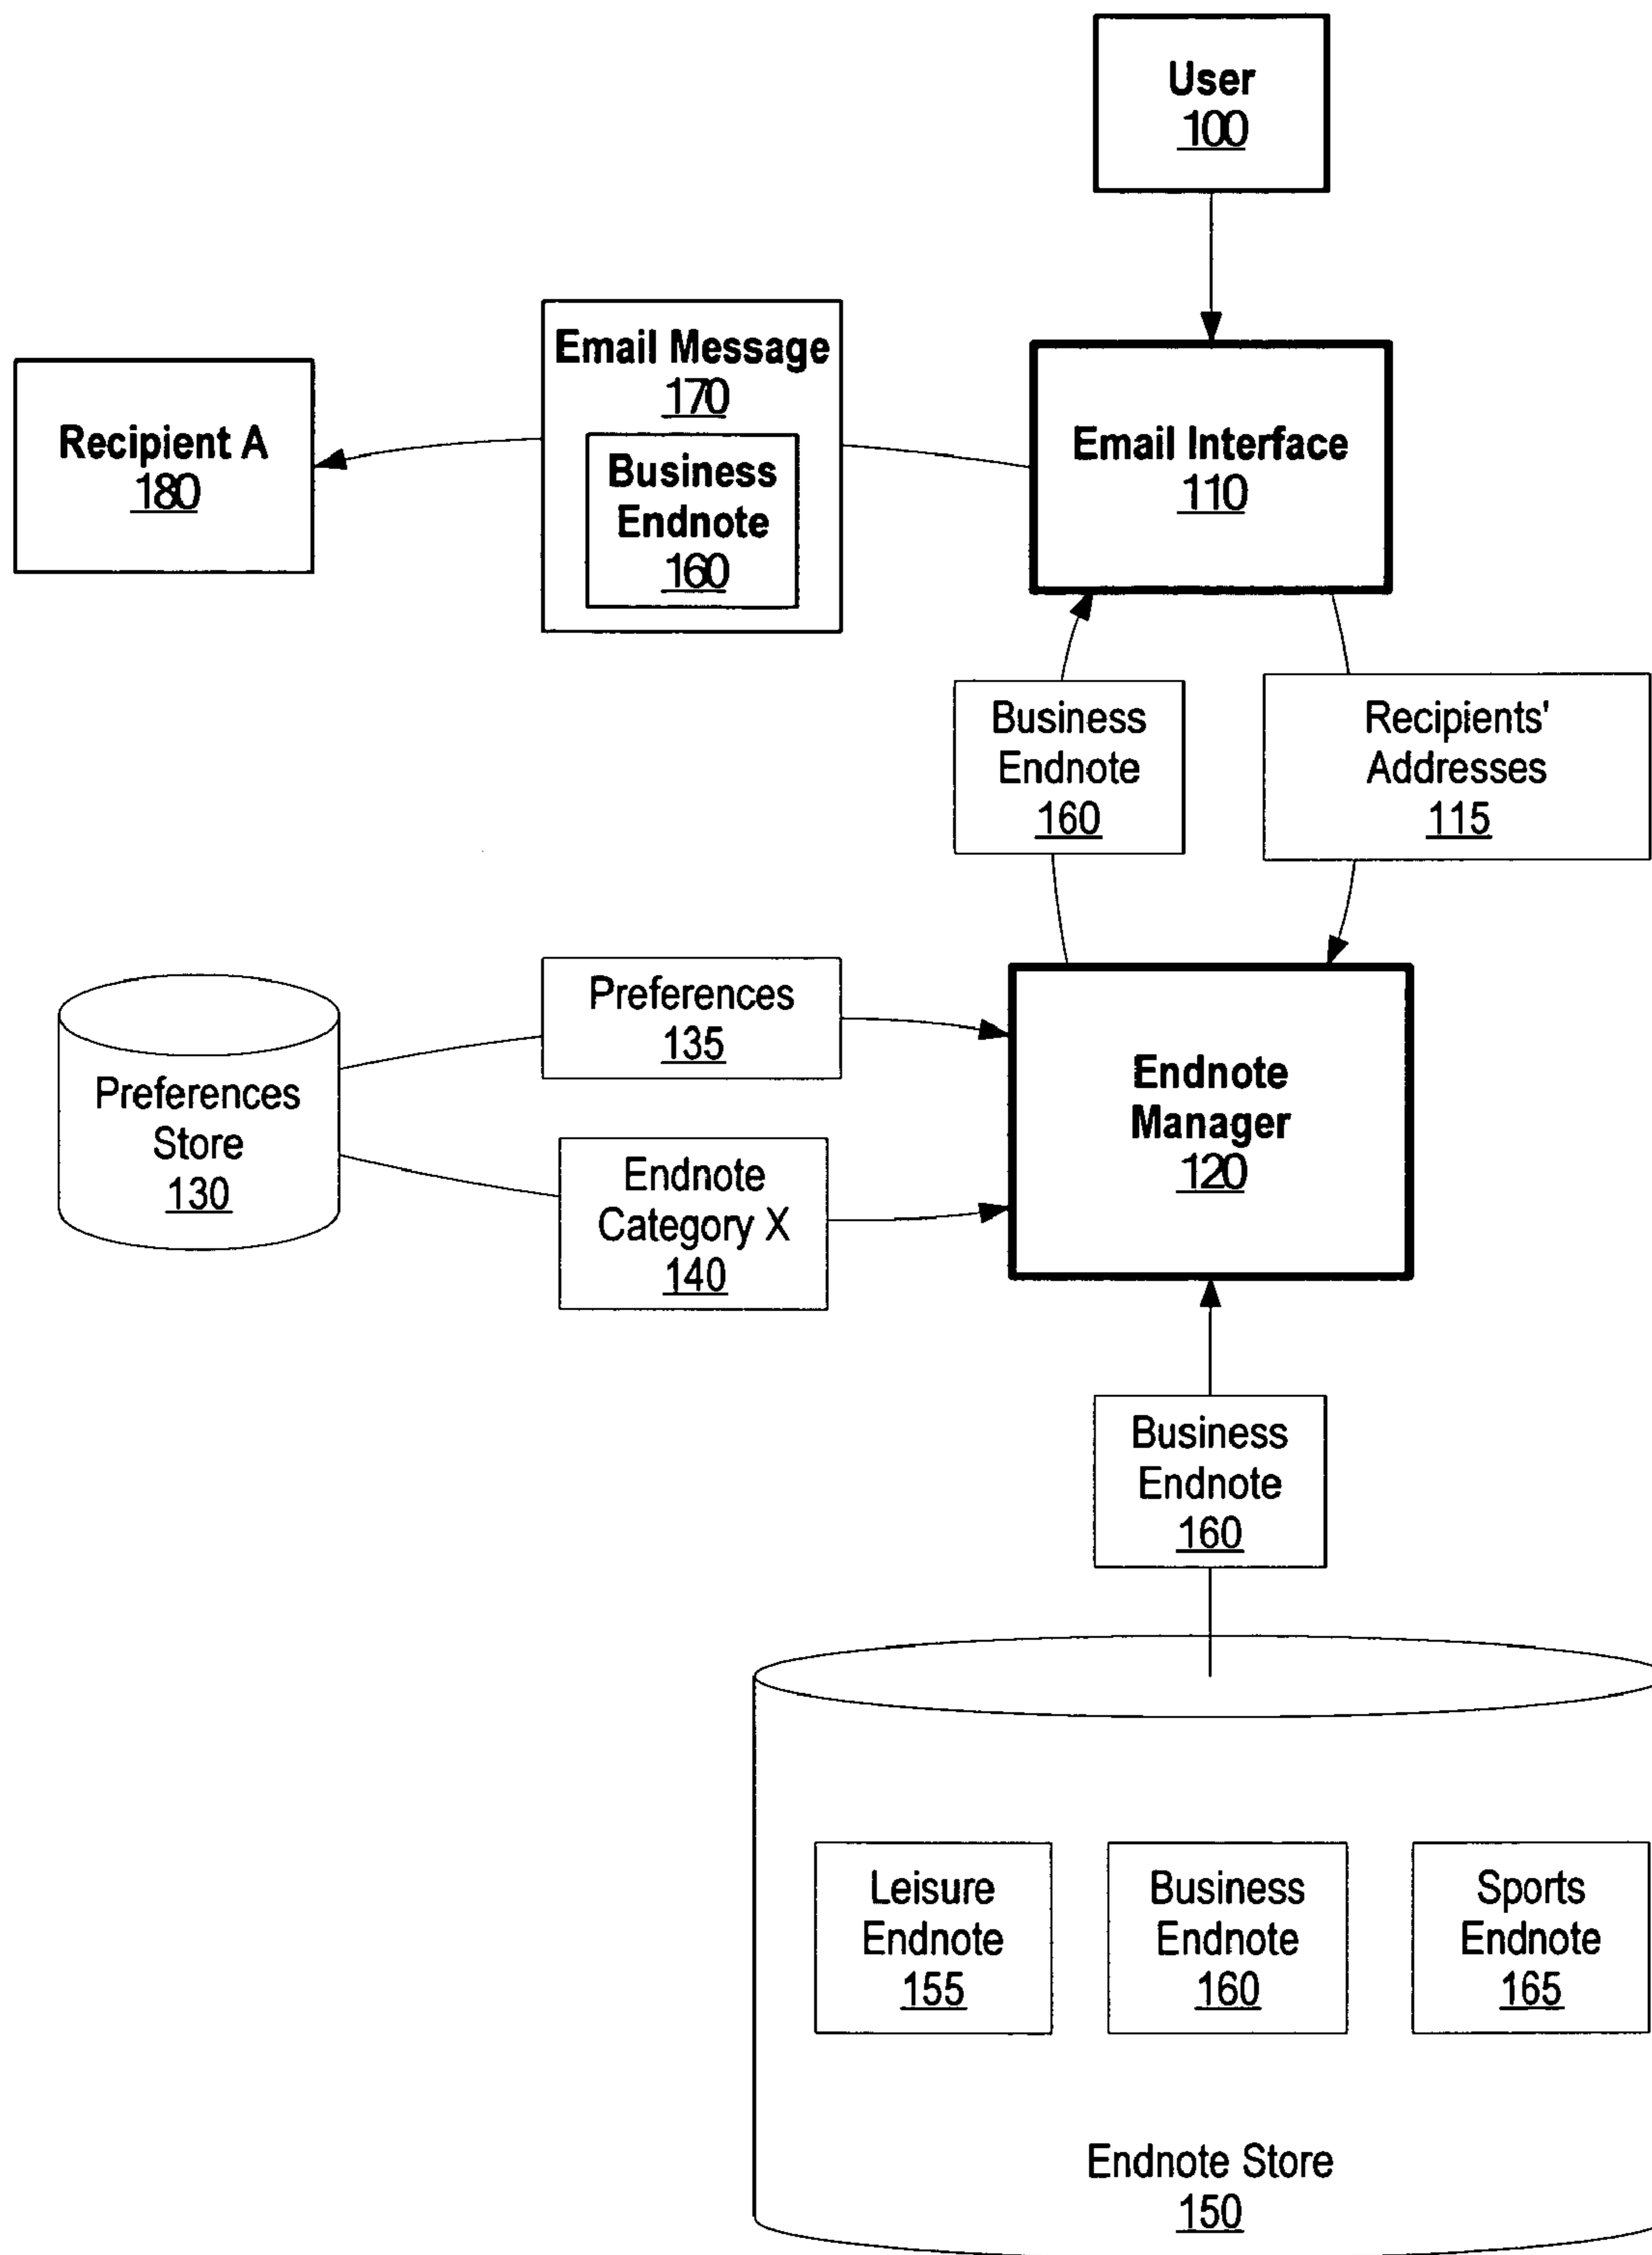 User
100
Email Message
170
Business
Endnote
160
Recipient A
180
Email Interface
110
Business
Endnote
160
Recipients'
Addresses
115
Preferences
135
Preferences
Store
130
Endnote
Category X
140
Endnote
Manager
120
Business
Endnote
160
Leisure
Endnote
155
Business
Endnote
160
Sports
Endnote
165
Endnote Store
150